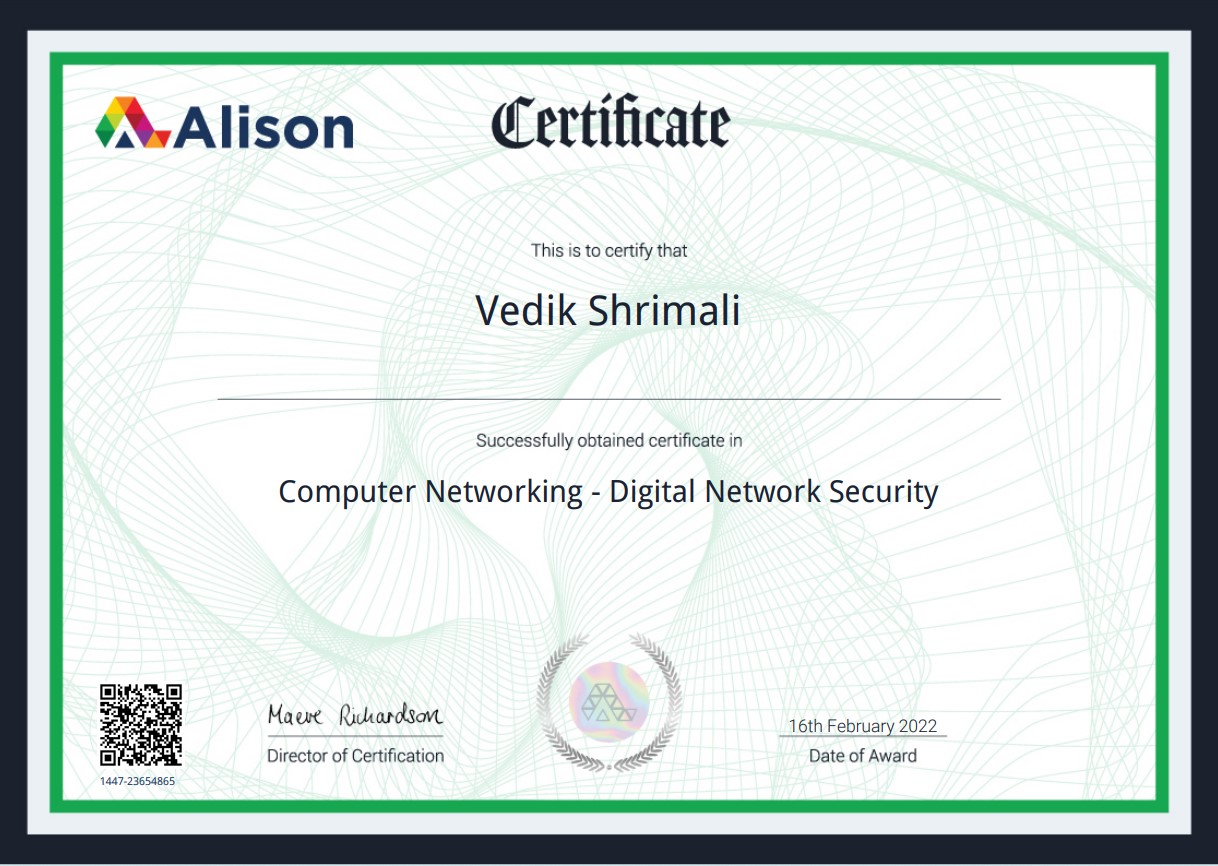 Alison
Certificate
This is to certify that
Vedik Shrimali
Successfully obtained certificate in
Computer Networking - Digital Network Security
Maeve Richardson
Director of Certification
16th February 2022
Date of Award
1447-23654865